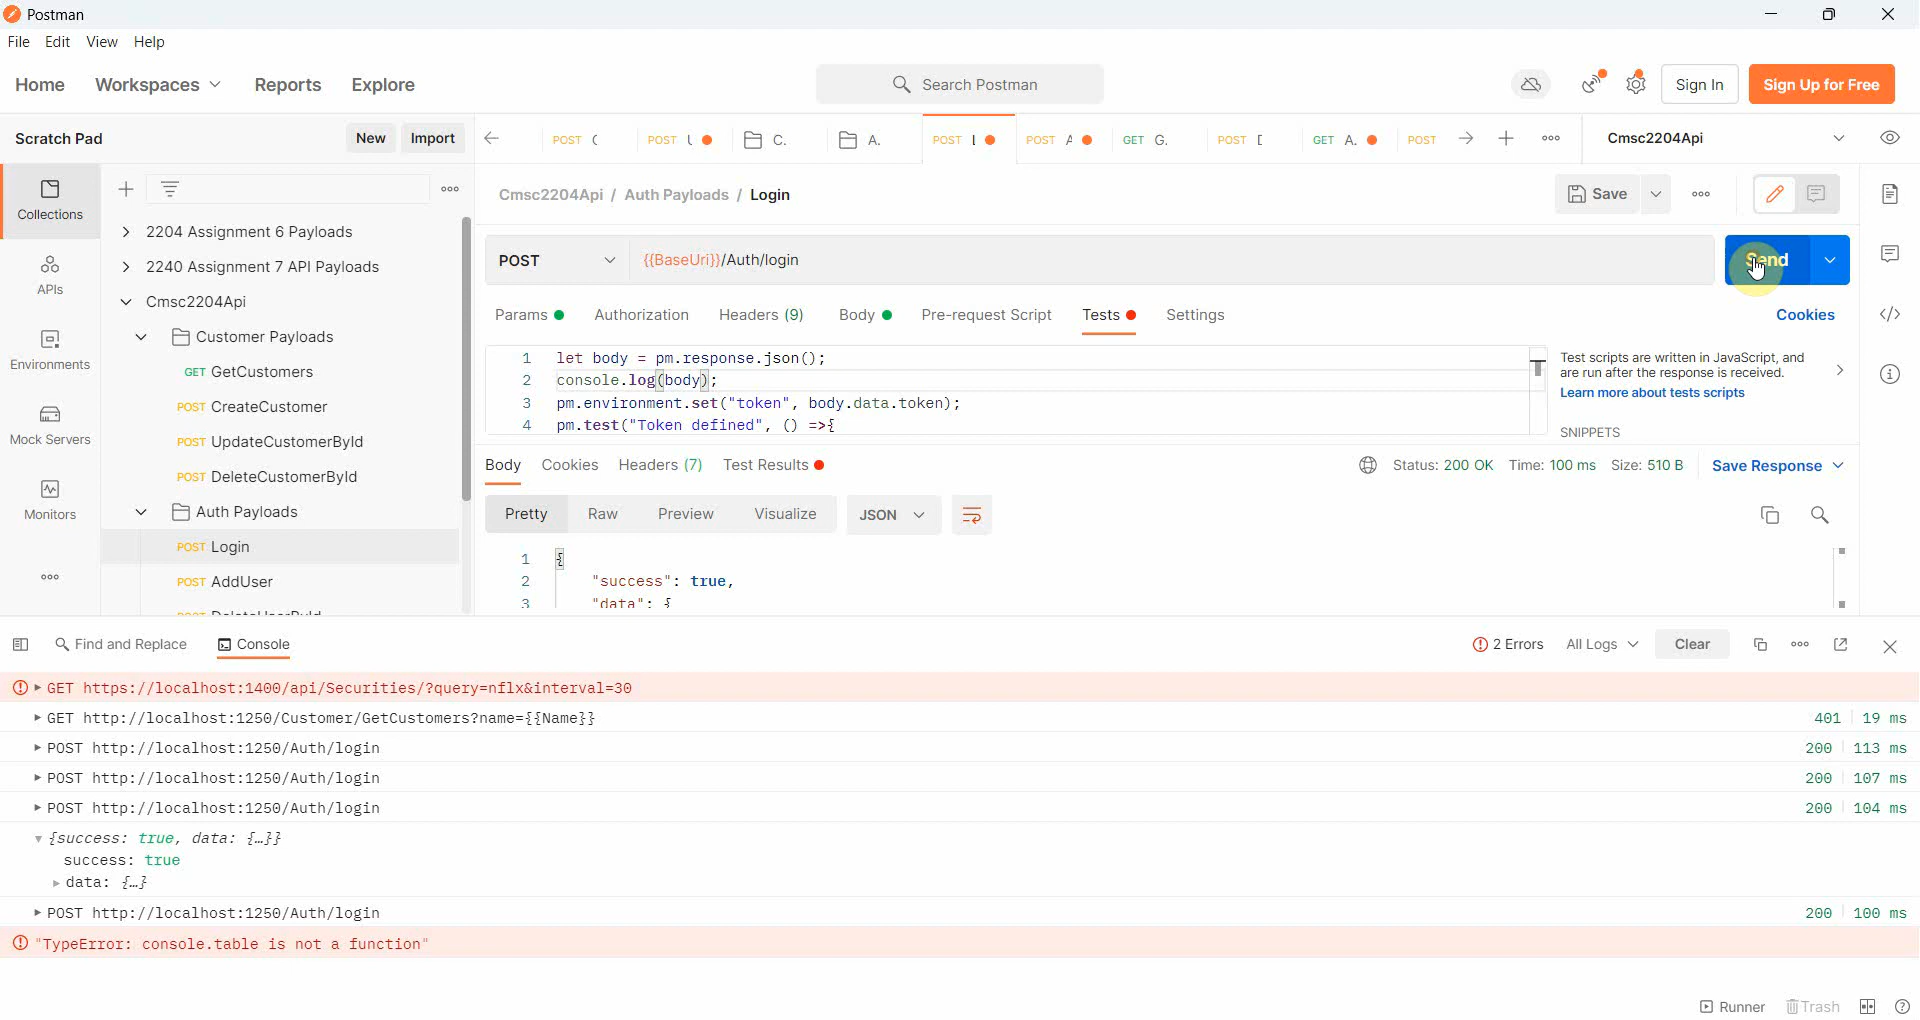 Postman
File Edit View Help
Home Workspaces Reports Explore Search Postman Sign In Sign Up for Free
Scratch Pad New Import POST POST C. A. POST POST GET G. POST GET A. POST Cmsc2204Api
Collections
APIs
Environments
Mock Servers
Monitors
2204 Assignment 6 Payloads
2240 Assignment 7 API Payloads
Cmsc2204Api
Customer Payloads
GET GetCustomers
POST CreateCustomer
POST UpdateCustomerById
POST DeleteCustomerById
Auth Payloads
POST Login
POST AddUser
POST DeleteUserById
Cmsc2204Api / Auth Payloads / Login Save
POST {{BaseUri}}/Auth/login Send
Params Authorization Headers (9) Body Pre-request Script Tests Settings Cookies
1 let body = pm.response.json();
2 console.log(body);
3 pm.environment.set("token", body.data.token);
4 pm.test("Token defined", () =>{
Test scripts are written in JavaScript, and
are run after the response is received.
Learn more about tests scripts
SNIPPETS
Body Cookies Headers (7) Test Results Status: 200 OK Time: 100 ms Size: 510 B Save Response
Pretty Raw Preview Visualize JSON
1 {
2 "success": true,
3 "data": {
Find and Replace Console 2 Errors All Logs Clear
GET https://localhost:1400/api/Securities/?query=nflx&interval=30
GET http://localhost:1250/Customer/GetCustomers?name={{Name}} 401 19 ms
POST http://localhost:1250/Auth/login 200 113 ms
POST http://localhost:1250/Auth/login 200 107 ms
POST http://localhost:1250/Auth/login 200 104 ms
{success: true, data: {…}}
success: true
data: {…}
POST http://localhost:1250/Auth/login 200 100 ms
"TypeError: console.table is not a function"
Runner Trash